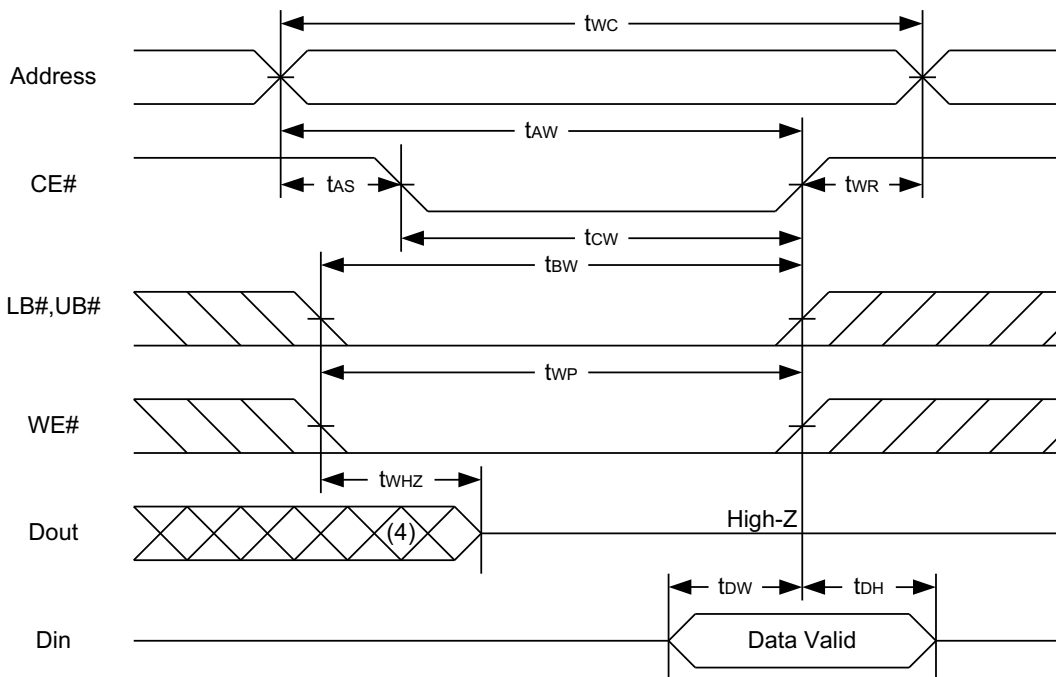 tWC
Address
tAW
CE#
tAS
tWR
tCW
tBW
LB#,UB#
tWP
WE#
tWHZ
Dout
(4)
High-Z
tDW
tDH
Din
Data Valid